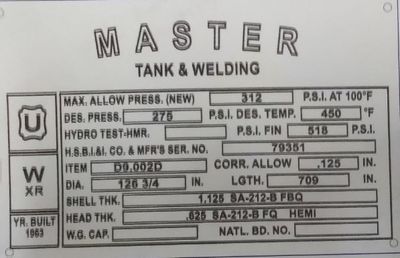 MASTER
TANK & WELDING
MAX. ALLOW PRESS. (NEW) 312 P.S.I. AT 100°F
DES. PRESS. 275 P.S.I. DES. TEMP. 450 °F
HYDRO TEST-HMR. P.S.I. FIN 518 P.S.I.
H.S.B.I.&I. CO. & MFR'S SER. NO. 79351
ITEM D9.002D CORR. ALLOW .125 IN.
DIA. 126 3/4 IN. LGTH. 709 IN.
SHELL THK. 1.125 SA-212-B FBQ
HEAD THK. .625 SA-212-B FQ HEMI
W.G. CAP. NATL. BD. NO.
U
W
XR
YR. BUILT
1963